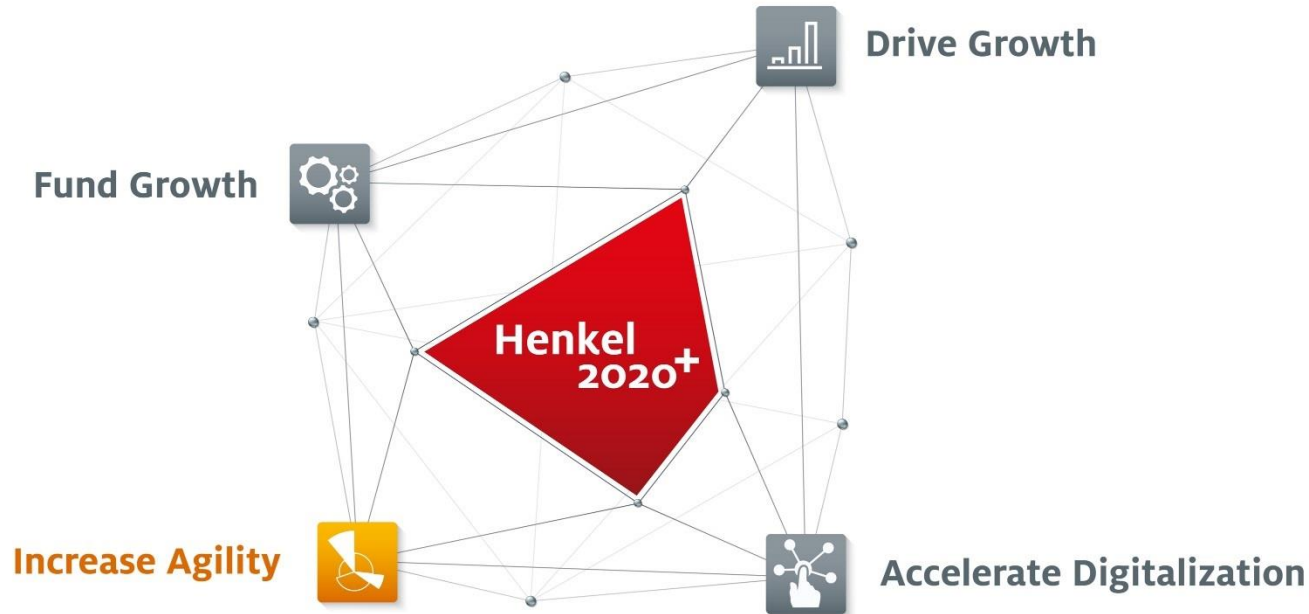 Drive Growth
Fund Growth
Henkel
2020+
Increase Agility
Accelerate Digitalization